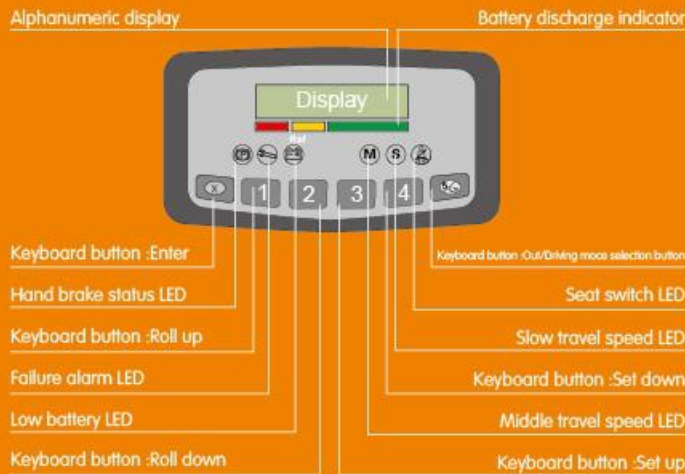 Alphanumeric display
Battery discharge indicator
Display
Ref
P
M S
1 2 3 4
Keyboard button :Enter
Keyboard button :Out/Driving moce selection button
Hand brake status LED
Seat switch LED
Keyboard button :Roll up
Slow travel speed LED
Failure alarm LED
Keyboard button :Set down
Low battery LED
Middle travel speed LED
Keyboard button :Roll down
Keyboard button :Set up